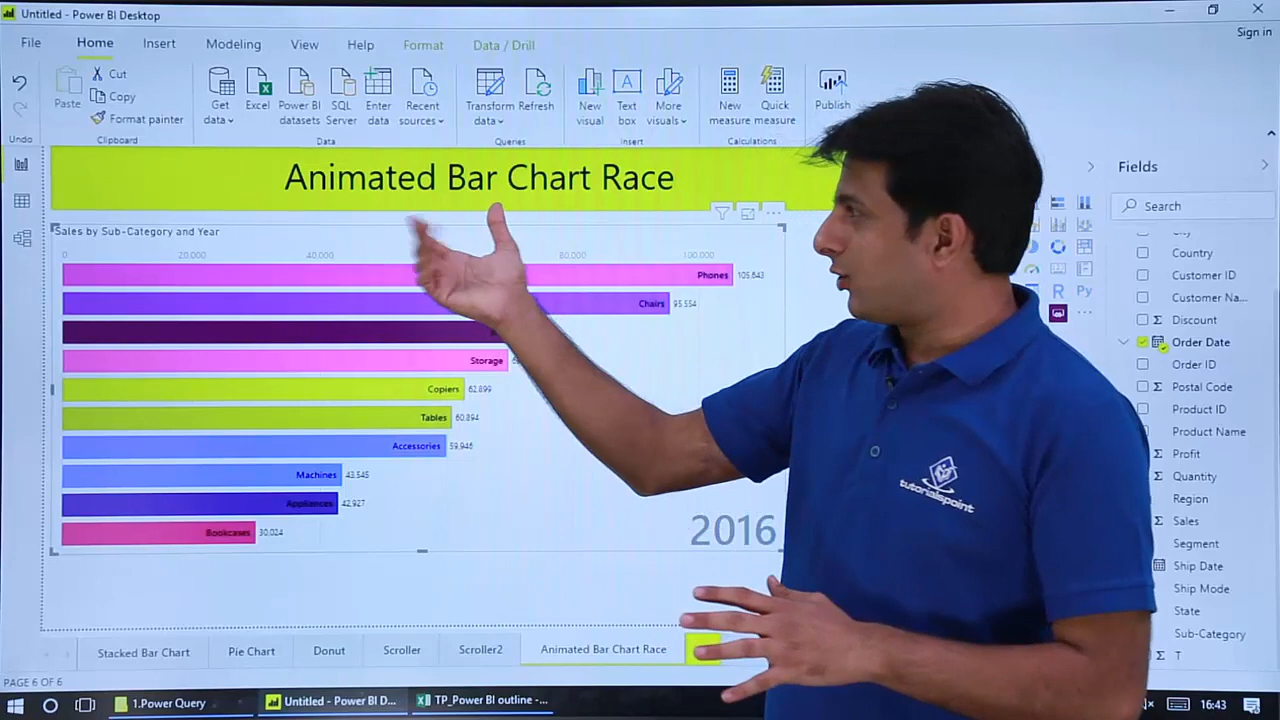 Untitled - Power BI Desktop
Sign in
File Home Insert Modeling View Help Format Data / Drill
Undo
Paste
Cut
Copy
Format painter
Clipboard
Get data
Excel
Power BI datasets
SQL Server
Enter data
Recent sources
Data
Transform data
Refresh
Queries
New visual
Text box
More visuals
Insert
New measure
Quick measure
Calculations
Publish
Animated Bar Chart Race
Sales by Sub-Category and Year
0 20,000 40,000 80,000 100,000
Phones 105,643
Chairs 95,554
Storage
Copiers 62,899
Tables 60,894
Accessories 59,946
Machines 43,545
Appliances 42,927
Bookcases 30,024
2016
R Py
Fields
Search
Country
Customer ID
Customer Na...
Σ Discount
Order Date
Order ID
Σ Postal Code
Product ID
Product Name
Σ Profit
Σ Quantity
Region
Σ Sales
Segment
Ship Date
Ship Mode
State
Sub-Category
Σ T
tutorialspoint
Stacked Bar Chart Pie Chart Donut Scroller Scroller2 Animated Bar Chart Race
PAGE 6 OF 6
1.Power Query
Untitled - Power BI D...
TP_Power BI outline -...
16:43